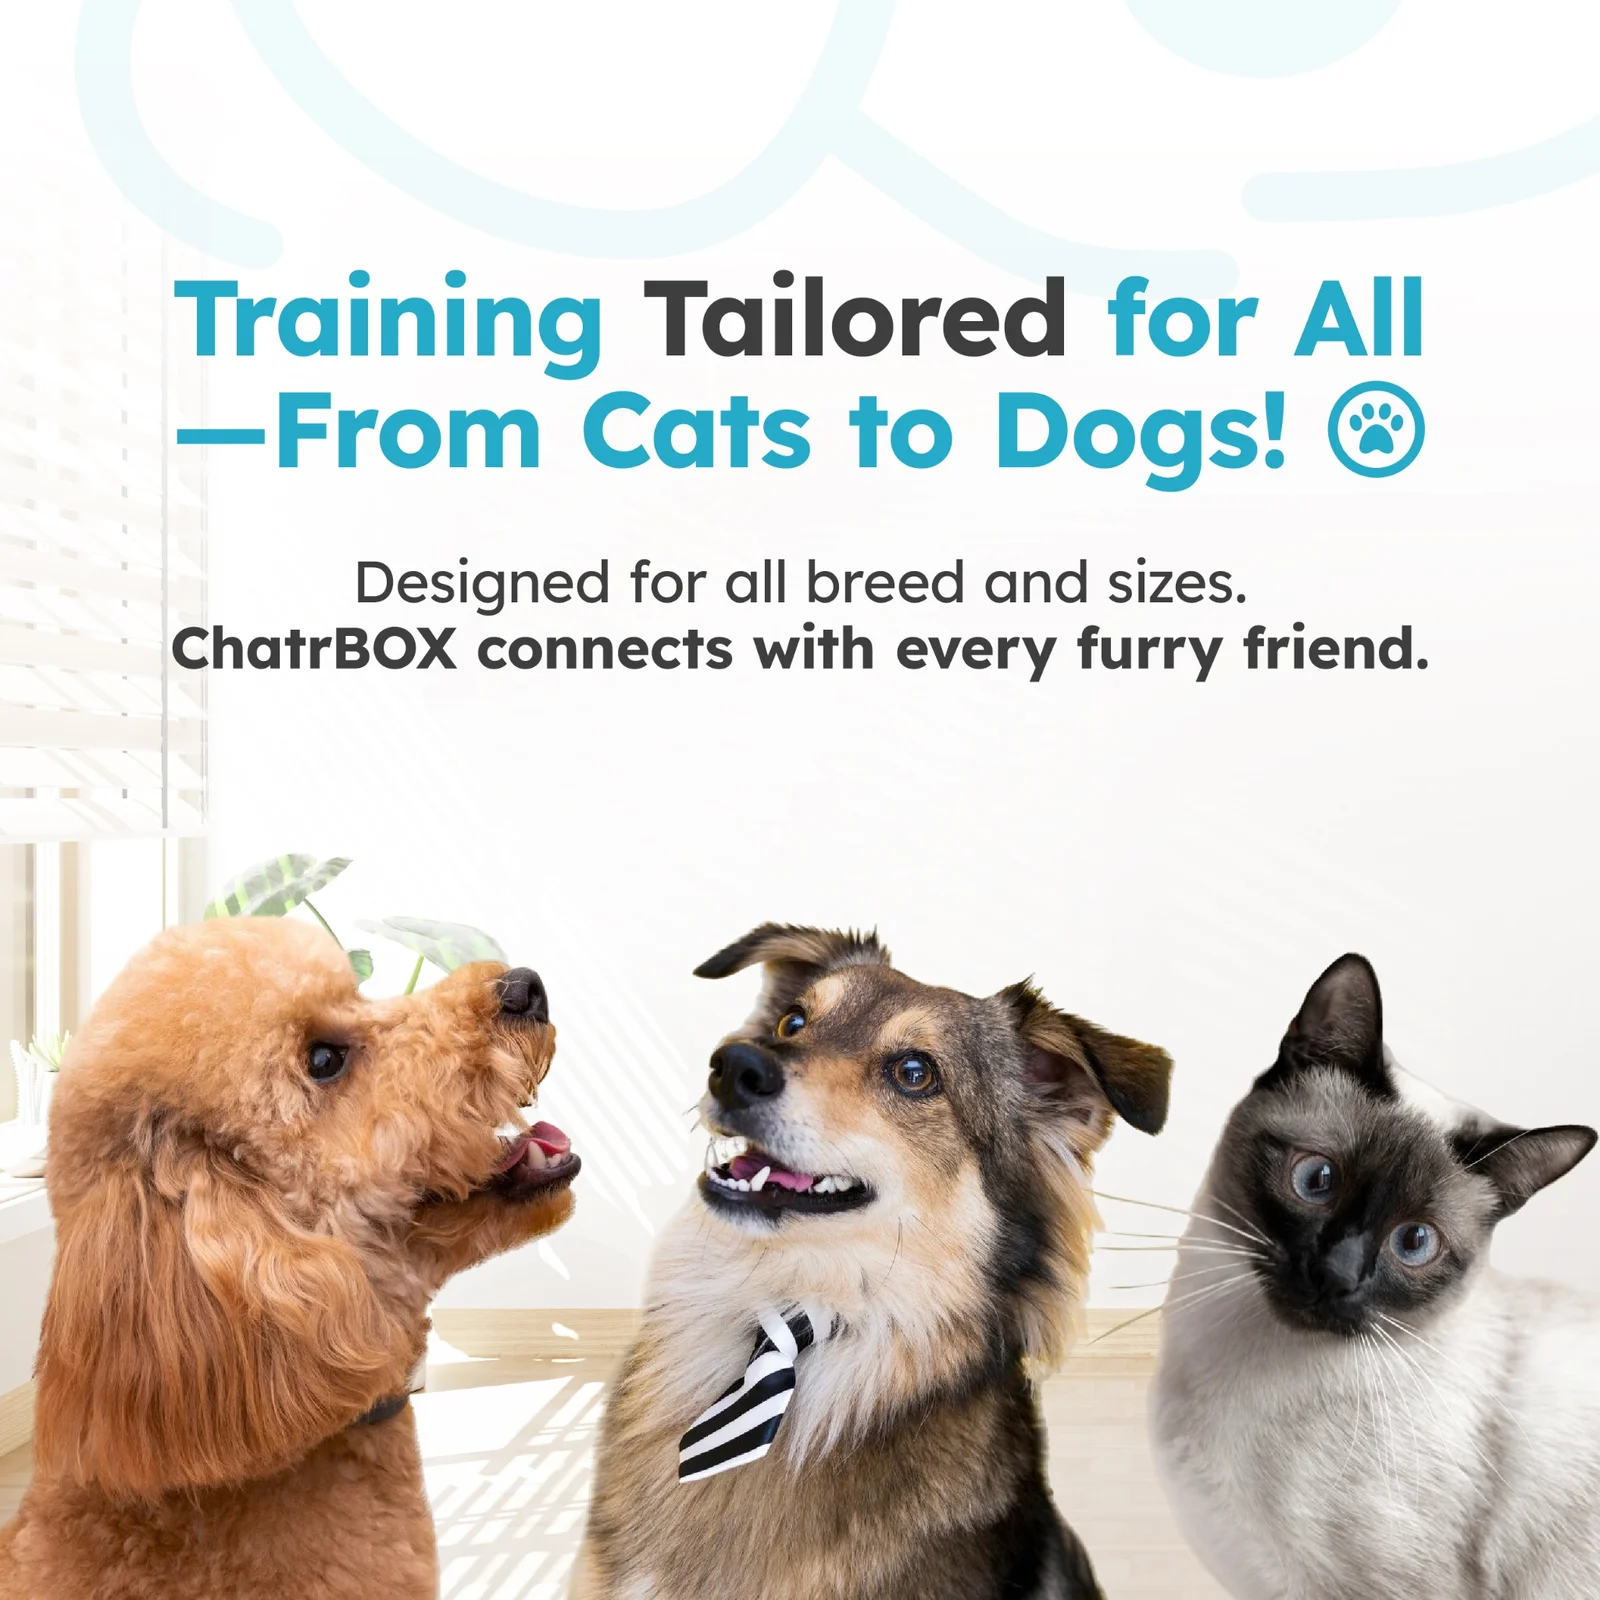 Training Tailored for All
—From Cats to Dogs!
Designed for all breed and sizes.
ChatrBOX connects with every furry friend.